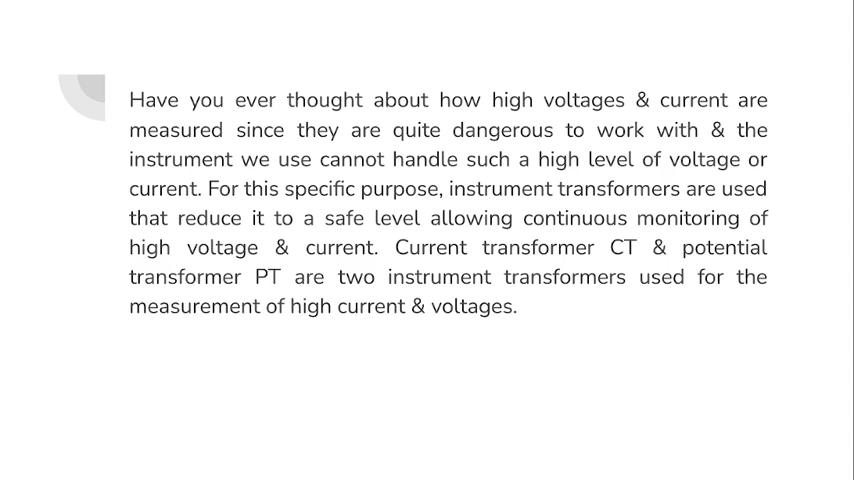 Have you ever thought about how high voltages & current are
measured since they are quite dangerous to work with & the
instrument we use cannot handle such a high level of voltage or
current. For this specific purpose, instrument transformers are used
that reduce it to a safe level allowing continuous monitoring of
high voltage & current. Current transformer CT & potential
transformer PT are two instrument transformers used for the
measurement of high current & voltages.